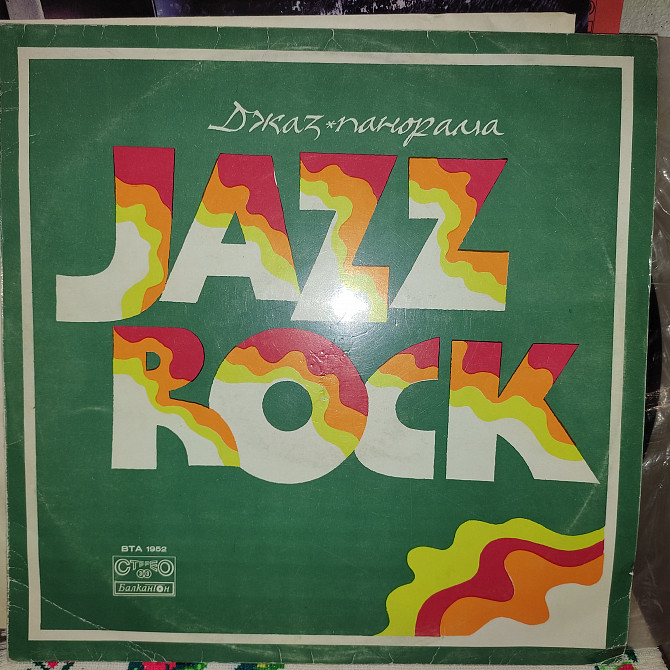 Джаз*панорама
JAZZ
ROCK
ВТА 1952
СТЕРЕО
Балкантон